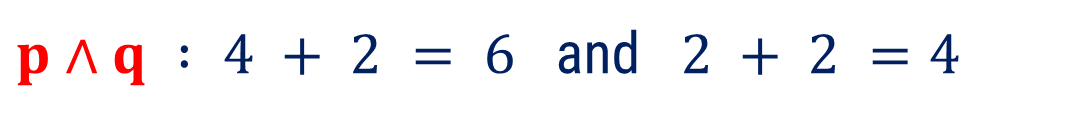 p ∧ q : 4 + 2 = 6 and 2 + 2 = 4